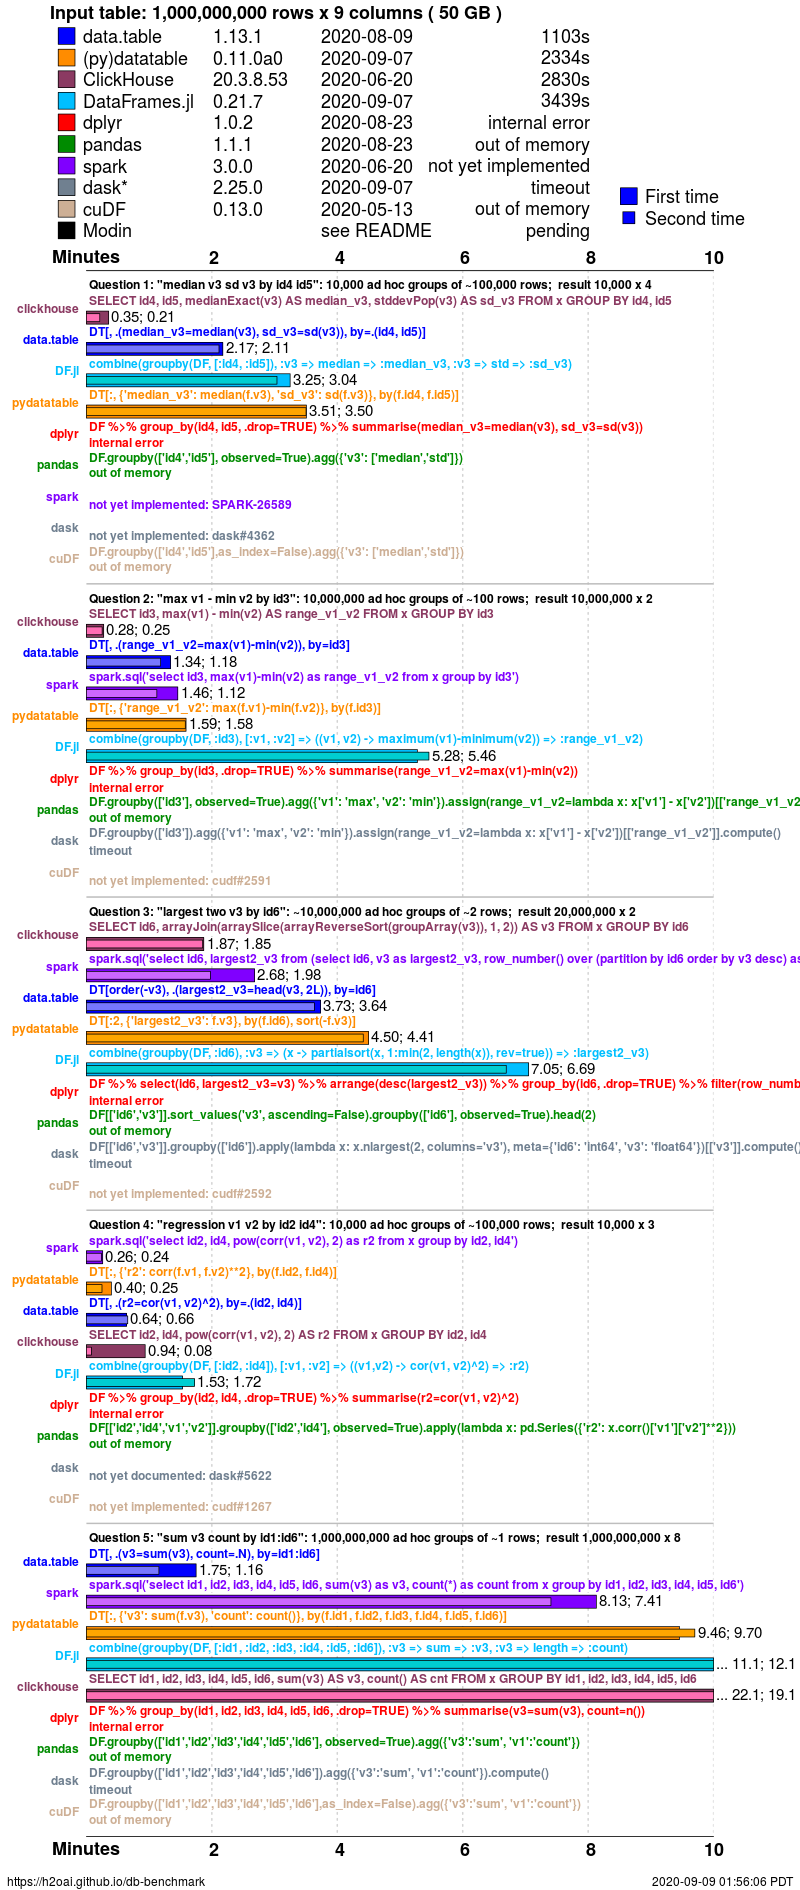 Input table: 1,000,000,000 rows x 9 columns ( 50 GB )
data.table 1.13.1 2020-08-09 1103s
(py)datatable 0.11.0a0 2020-09-07 2334s
ClickHouse 20.3.8.53 2020-06-20 2830s
DataFrames.jl 0.21.7 2020-09-07 3439s
dplyr 1.0.2 2020-08-23 internal error
pandas 1.1.1 2020-08-23 out of memory
spark 3.0.0 2020-06-20 not yet implemented
dask* 2.25.0 2020-09-07 timeout
cuDF 0.13.0 2020-05-13 out of memory
Modin see README pending
First time
Second time
Minutes 2 4 6 8 10
Question 1: "median v3 sd v3 by id4 id5": 10,000 ad hoc groups of ~100,000 rows; result 10,000 x 4
SELECT id4, id5, medianExact(v3) AS median_v3, stddevPop(v3) AS sd_v3 FROM x GROUP BY id4, id5
clickhouse 0.35; 0.21
DT[, .(median_v3=median(v3), sd_v3=sd(v3)), by=.(id4, id5)]
data.table 2.17; 2.11
combine(groupby(DF, [:id4, :id5]), :v3 => median => :median_v3, :v3 => std => :sd_v3)
DF.jl 3.25; 3.04
DT[:, {'median_v3': median(f.v3), 'sd_v3': sd(f.v3)}, by(f.id4, f.id5)]
pydatatable 3.51; 3.50
DF %>% group_by(id4, id5, .drop=TRUE) %>% summarise(median_v3=median(v3), sd_v3=sd(v3))
dplyr internal error
DF.groupby(['id4','id5'], observed=True).agg({'v3': ['median','std']})
pandas out of memory
spark not yet implemented: SPARK-26589
dask not yet implemented: dask#4362
DF.groupby(['id4','id5'],as_index=False).agg({'v3': ['median','std']})
cuDF out of memory
Question 2: "max v1 - min v2 by id3": 10,000,000 ad hoc groups of ~100 rows; result 10,000,000 x 2
SELECT id3, max(v1) - min(v2) AS range_v1_v2 FROM x GROUP BY id3
clickhouse 0.28; 0.25
DT[, .(range_v1_v2=max(v1)-min(v2)), by=id3]
data.table 1.34; 1.18
spark.sql('select id3, max(v1)-min(v2) as range_v1_v2 from x group by id3')
spark 1.46; 1.12
DT[:, {'range_v1_v2': max(f.v1)-min(f.v2)}, by(f.id3)]
pydatatable 1.59; 1.58
combine(groupby(DF, :id3), [:v1, :v2] => ((v1, v2) -> maximum(v1)-minimum(v2)) => :range_v1_v2)
DF.jl 5.28; 5.46
DF %>% group_by(id3, .drop=TRUE) %>% summarise(range_v1_v2=max(v1)-min(v2))
dplyr internal error
DF.groupby(['id3'], observed=True).agg({'v1': 'max', 'v2': 'min'}).assign(range_v1_v2=lambda x: x['v1'] - x['v2'])[['range_v1_v2
pandas out of memory
DF.groupby(['id3']).agg({'v1': 'max', 'v2': 'min'}).assign(range_v1_v2=lambda x: x['v1'] - x['v2'])[['range_v1_v2']].compute()
dask timeout
cuDF not yet implemented: cudf#2591
Question 3: "largest two v3 by id6": ~10,000,000 ad hoc groups of ~2 rows; result 20,000,000 x 2
SELECT id6, arrayJoin(arraySlice(arrayReverseSort(groupArray(v3)), 1, 2)) AS v3 FROM x GROUP BY id6
clickhouse 1.87; 1.85
spark.sql('select id6, largest2_v3 from (select id6, v3 as largest2_v3, row_number() over (partition by id6 order by v3 desc) as
spark 2.68; 1.98
DT[order(-v3), .(largest2_v3=head(v3, 2L)), by=id6]
data.table 3.73; 3.64
DT[:2, {'largest2_v3': f.v3}, by(f.id6), sort(-f.v3)]
pydatatable 4.50; 4.41
combine(groupby(DF, :id6), :v3 => (x -> partialsort(x, 1:min(2, length(x)), rev=true)) => :largest2_v3)
DF.jl 7.05; 6.69
DF %>% select(id6, largest2_v3=v3) %>% arrange(desc(largest2_v3)) %>% group_by(id6, .drop=TRUE) %>% filter(row_numb
dplyr internal error
DF[['id6','v3']].sort_values('v3', ascending=False).groupby(['id6'], observed=True).head(2)
pandas out of memory
DF[['id6','v3']].groupby(['id6']).apply(lambda x: x.nlargest(2, columns='v3'), meta={'id6': 'int64', 'v3': 'float64'})[['v3']].compute()
dask timeout
cuDF not yet implemented: cudf#2592
Question 4: "regression v1 v2 by id2 id4": 10,000 ad hoc groups of ~100,000 rows; result 10,000 x 3
spark.sql('select id2, id4, pow(corr(v1, v2), 2) as r2 from x group by id2, id4')
spark 0.26; 0.24
DT[:, {'r2': corr(f.v1, f.v2)**2}, by(f.id2, f.id4)]
pydatatable 0.40; 0.25
DT[, .(r2=cor(v1, v2)^2), by=.(id2, id4)]
data.table 0.64; 0.66
SELECT id2, id4, pow(corr(v1, v2), 2) AS r2 FROM x GROUP BY id2, id4
clickhouse 0.94; 0.08
combine(groupby(DF, [:id2, :id4]), [:v1, :v2] => ((v1,v2) -> cor(v1, v2)^2) => :r2)
DF.jl 1.53; 1.72
DF %>% group_by(id2, id4, .drop=TRUE) %>% summarise(r2=cor(v1, v2)^2)
dplyr internal error
DF[['id2','id4','v1','v2']].groupby(['id2','id4'], observed=True).apply(lambda x: pd.Series({'r2': x.corr()['v1']['v2']**2}))
pandas out of memory
dask not yet documented: dask#5622
cuDF not yet implemented: cudf#1267
Question 5: "sum v3 count by id1:id6": 1,000,000,000 ad hoc groups of ~1 rows; result 1,000,000,000 x 8
DT[, .(v3=sum(v3), count=.N), by=id1:id6]
data.table 1.75; 1.16
spark.sql('select id1, id2, id3, id4, id5, id6, sum(v3) as v3, count(*) as count from x group by id1, id2, id3, id4, id5, id6')
spark 8.13; 7.41
DT[:, {'v3': sum(f.v3), 'count': count()}, by(f.id1, f.id2, f.id3, f.id4, f.id5, f.id6)]
pydatatable 9.46; 9.70
combine(groupby(DF, [:id1, :id2, :id3, :id4, :id5, :id6]), :v3 => sum => :v3, :v3 => length => :count)
DF.jl ... 11.1; 12.1
SELECT id1, id2, id3, id4, id5, id6, sum(v3) AS v3, count() AS cnt FROM x GROUP BY id1, id2, id3, id4, id5, id6
clickhouse ... 22.1; 19.1
DF %>% group_by(id1, id2, id3, id4, id5, id6, .drop=TRUE) %>% summarise(v3=sum(v3), count=n())
dplyr internal error
DF.groupby(['id1','id2','id3','id4','id5','id6'], observed=True).agg({'v3':'sum', 'v1':'count'})
pandas out of memory
DF.groupby(['id1','id2','id3','id4','id5','id6']).agg({'v3':'sum', 'v1':'count'}).compute()
dask timeout
DF.groupby(['id1','id2','id3','id4','id5','id6'],as_index=False).agg({'v3':'sum', 'v1':'count'})
cuDF out of memory
Minutes 2 4 6 8 10
https://h2oai.github.io/db-benchmark 2020-09-09 01:56:06 PDT